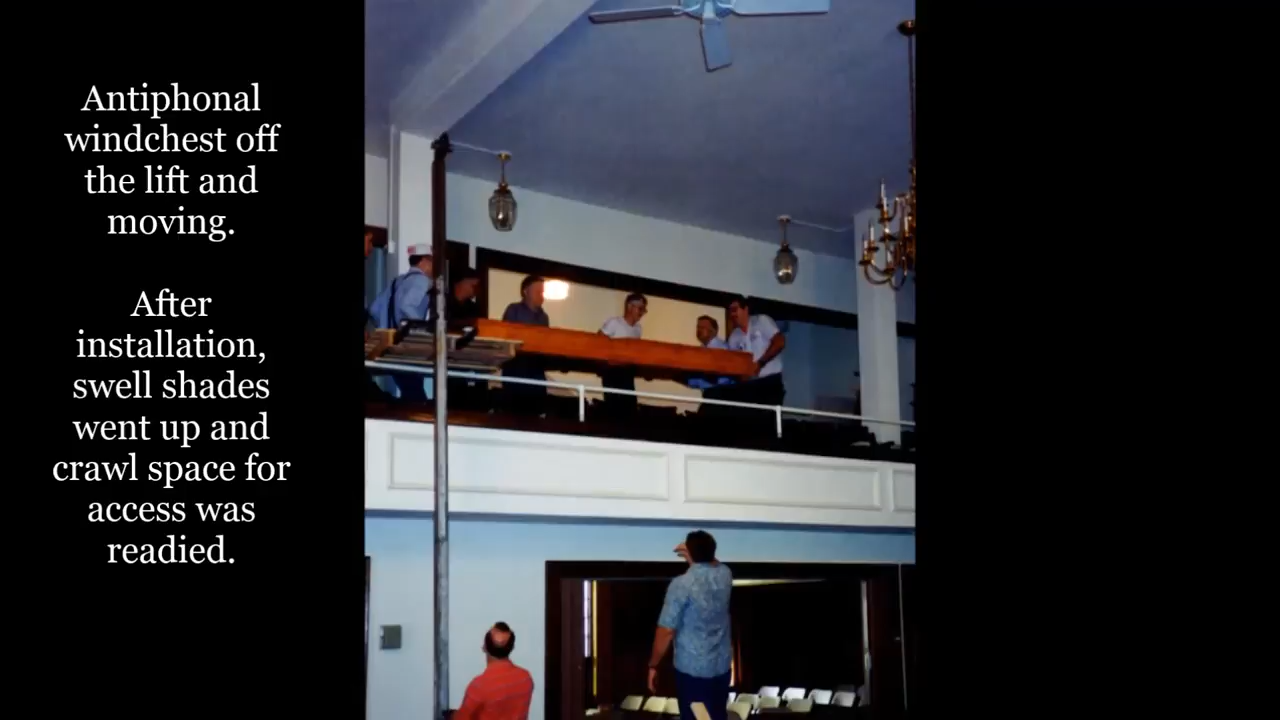 Antiphonal
windchest off
the lift and
moving.
After
installation,
swell shades
went up and
crawl space for
access was
readied.